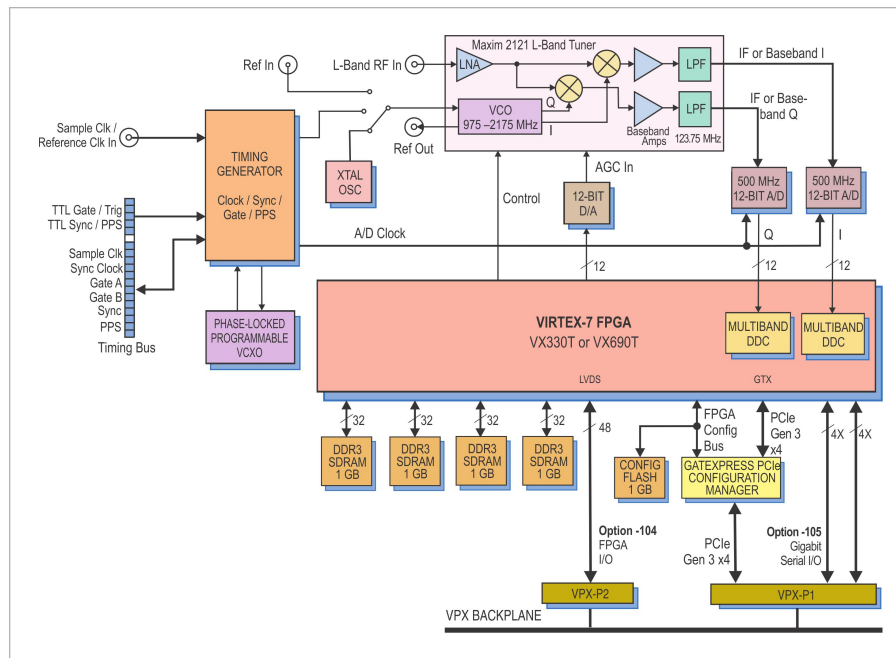 Maxim 2121 L-Band Tuner
Ref In
L-Band RF In
LNA
LPF
IF or Baseband I
IF or Base-
band Q
VCO
975 –2175 MHz
Q
I
Baseband
Amps
LPF
123.75 MHz
Ref Out
Sample Clk /
Reference Clk In
TIMING
GENERATOR
Clock / Sync /
Gate / PPS
XTAL
OSC
Control
AGC In
12-BIT
D/A
500 MHz
12-BIT A/D
500 MHz
12-BIT A/D
TTL Gate / Trig
TTL Sync / PPS
Sample Clk
Sync Clock
Gate A
Gate B
Sync
PPS
Timing Bus
A/D Clock
Q
I
12
12
12
PHASE-LOCKED
PROGRAMMABLE
VCXO
VIRTEX-7 FPGA
VX330T or VX690T
MULTIBAND
DDC
MULTIBAND
DDC
LVDS
GTX
32
32
32
32
48
FPGA
Config
Bus
PCIe
Gen 3
x4
4X
4X
DDR3
SDRAM
1 GB
DDR3
SDRAM
1 GB
DDR3
SDRAM
1 GB
DDR3
SDRAM
1 GB
CONFIG
FLASH
1 GB
GATEXPRESS PCIe
CONFIGURATION
MANAGER
Option -104
FPGA
I/O
PCIe
Gen 3 x4
Option -105
Gigabit
Serial I/O
VPX-P2
VPX-P1
VPX BACKPLANE